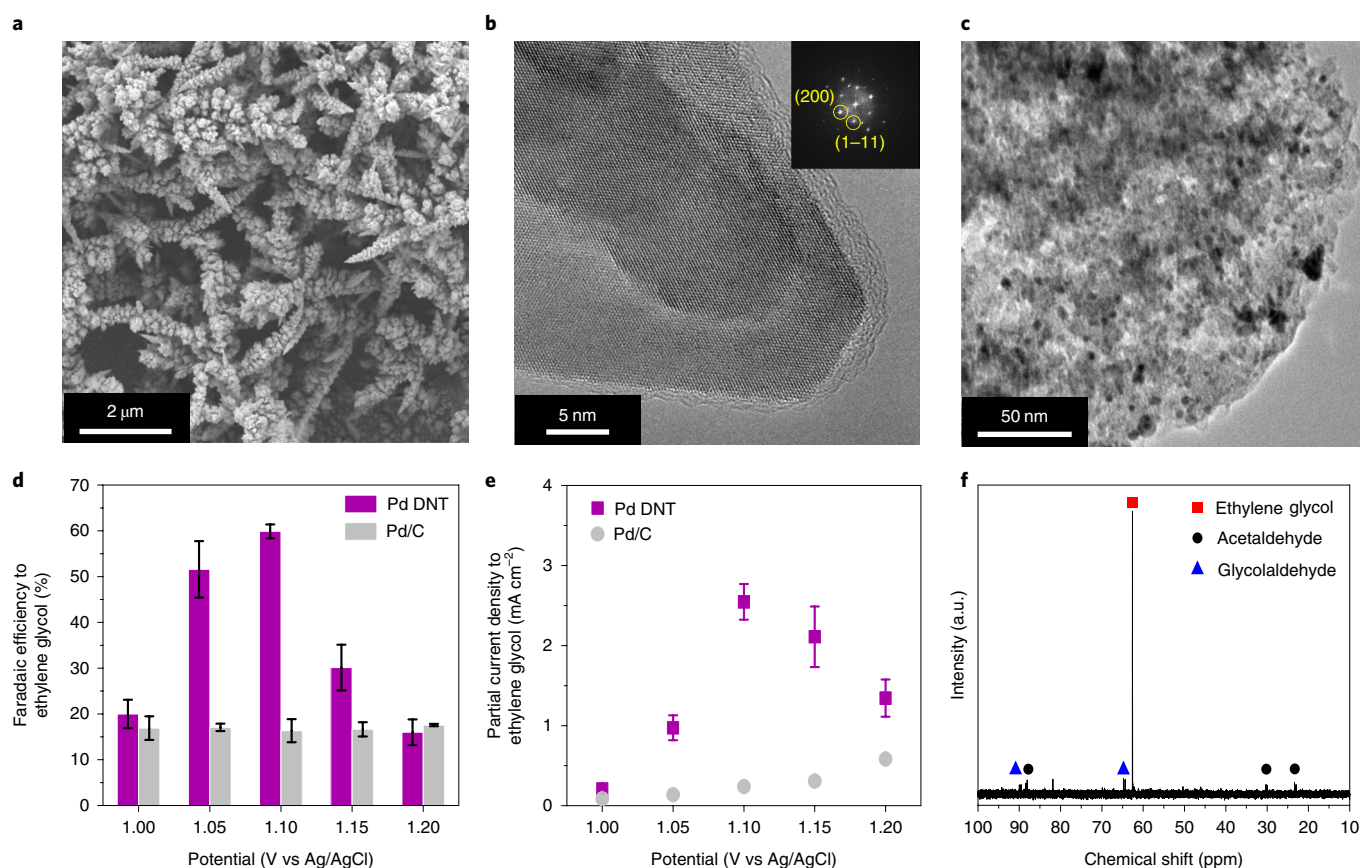 a
b
c
(200)
(1–11)
2 μm
5 nm
50 nm
d
e
f
70
60
50
40
30
20
10
0
Faradaic efficiency to
ethylene glycol (%)
Pd DNT
Pd/C
1.00 1.05 1.10 1.15 1.20
Potential (V vs Ag/AgCl)
4
3
2
1
0
Partial current density to
ethylene glycol (mA cm⁻²)
Pd DNT
Pd/C
1.00 1.05 1.10 1.15 1.20
Potential (V vs Ag/AgCl)
Intensity (a.u.)
Ethylene glycol
Acetaldehyde
Glycolaldehyde
100 90 80 70 60 50 40 30 20 10
Chemical shift (ppm)